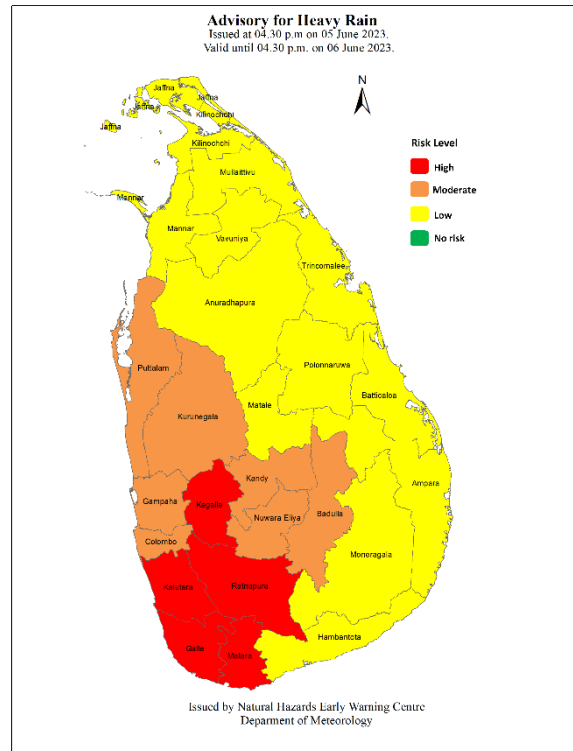 Advisory for Heavy Rain
Issued at 04.30 p.m on 05 June 2023.
Valid until 04.30 p.m. on 06 June 2023.
N
Jaffna
Jaffna
Jaffna
Kilinochchi
Jaffna
Kilinochchi
Mullaittivu
Mannar
Mannar
Vavuniya
Trincomalee
Anuradhapura
Polonnaruwa
Puttalam
Batticaloa
Matale
Kurunegala
Kandy
Ampara
Gampaha
Kegalle
Nuwara Eliya
Badulla
Colombo
Monoragala
Kalutara
Ratnapura
Hambantota
Galle
Matara
Risk Level
High
Moderate
Low
No risk
Issued by Natural Hazards Early Warning Centre
Deparment of Meteorology